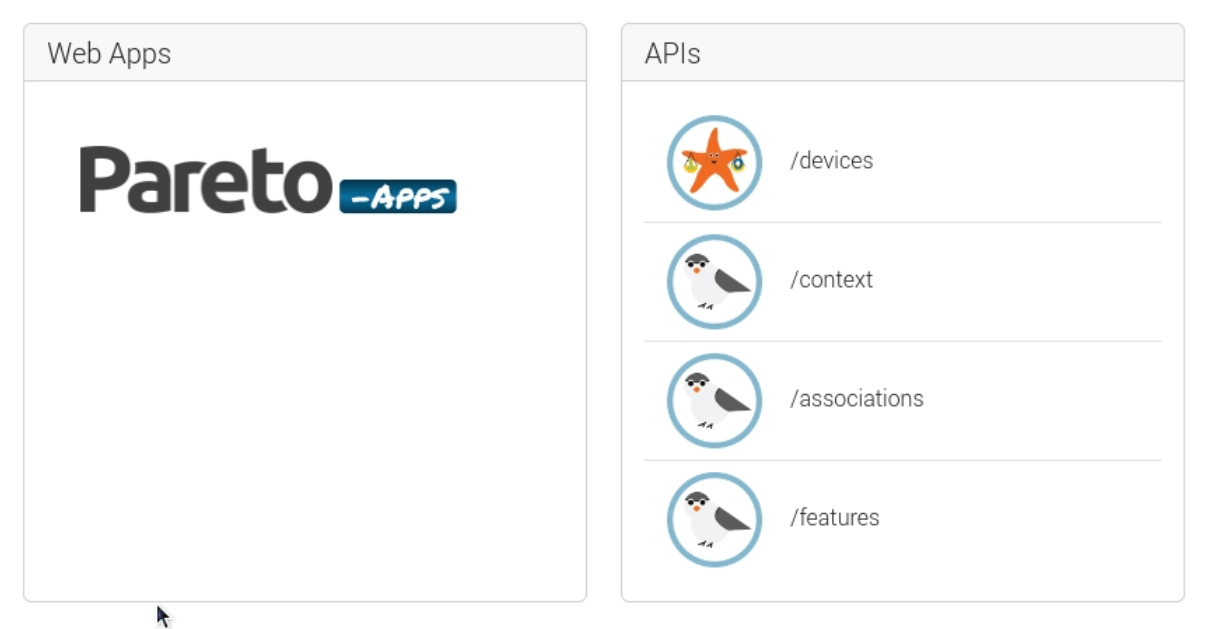 Web Apps
Pareto -APPS
APIs
/devices
/context
/associations
/features